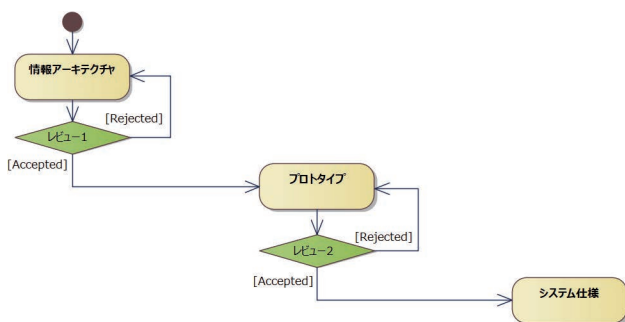 情報アーキテクチャ
[Rejected]
レビュー1
[Accepted]
プロトタイプ
[Rejected]
レビュー2
[Accepted]
システム仕様